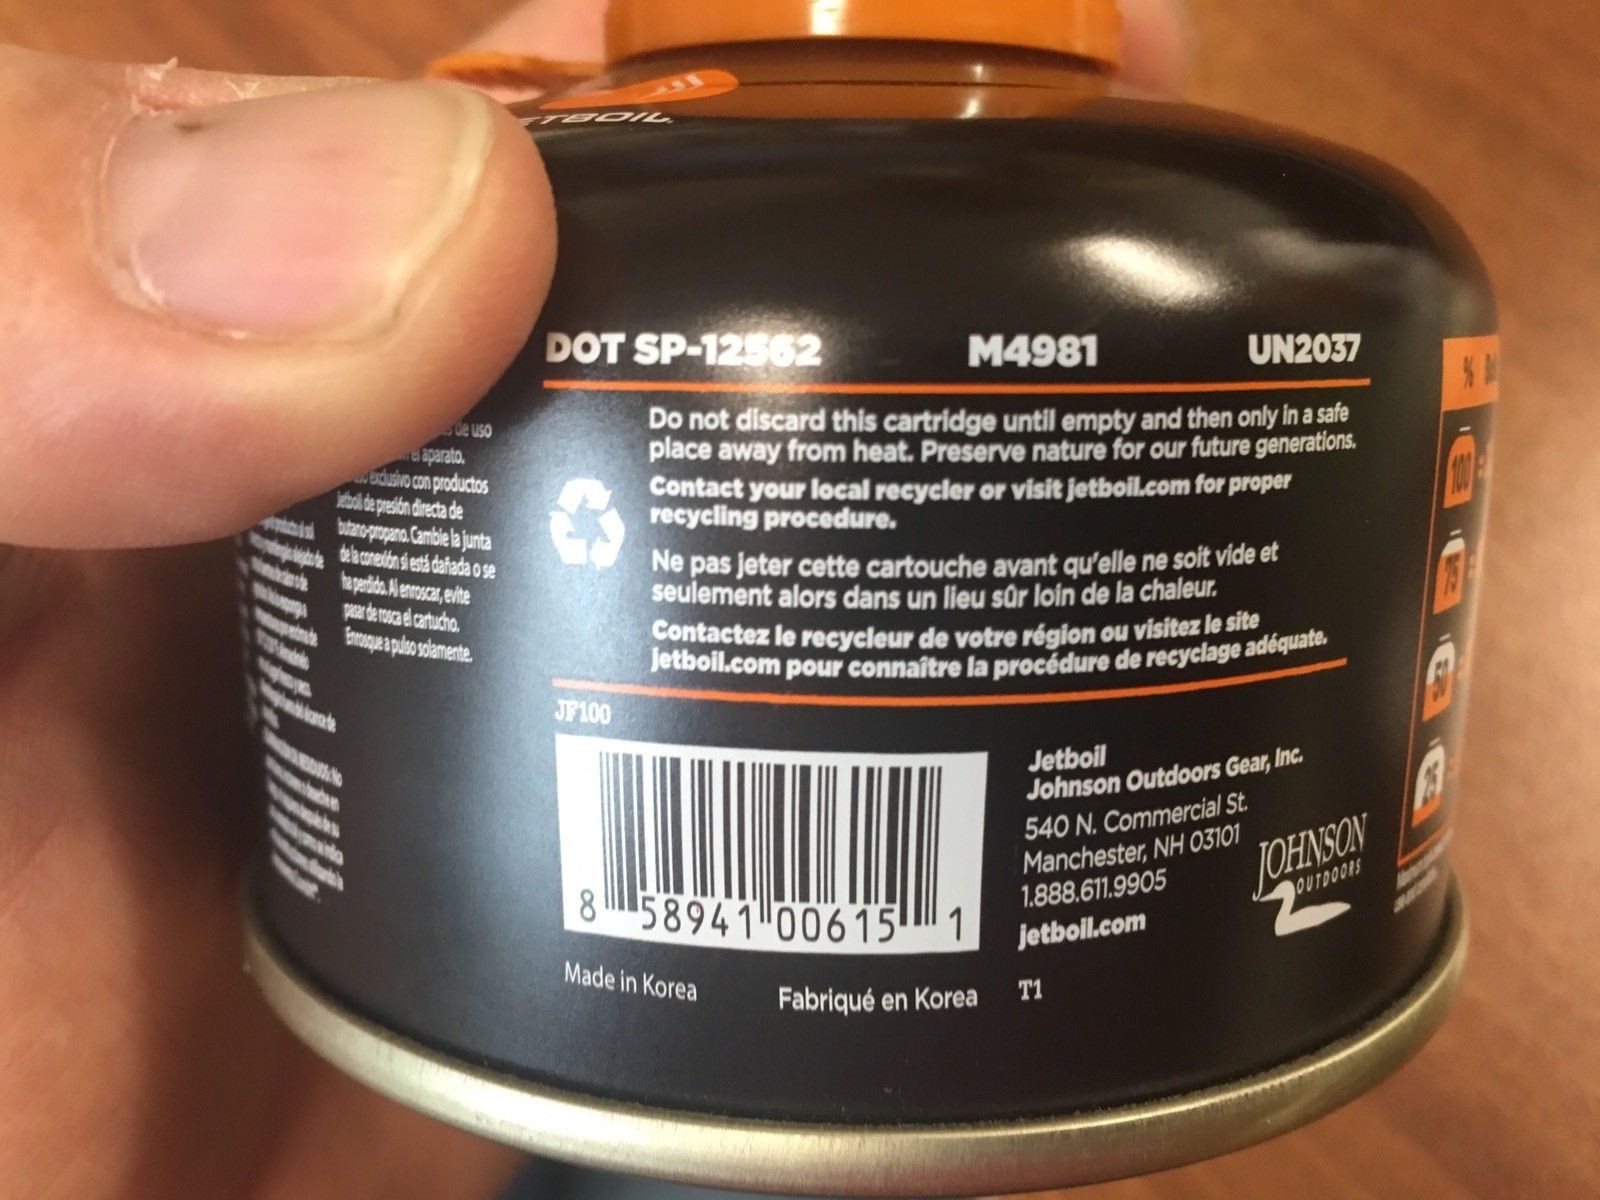 ETBOIL
DOT SP-12562 M4981 UN2037
Do not discard this cartridge until empty and then only in a safe
place away from heat. Preserve nature for our future generations.
Contact your local recycler or visit jetboil.com for proper
recycling procedure.
Ne pas jeter cette cartouche avant qu'elle ne soit vide et
seulement alors dans un lieu sûr loin de la chaleur.
Contactez le recycleur de votre région ou visitez le site
jetboil.com pour connaître la procédure de recyclage adéquate.
JF100
8 58941 00615 1
Made in Korea Fabriqué en Korea T1
Jetboil
Johnson Outdoors Gear, Inc.
540 N. Commercial St.
Manchester, NH 03101
1.888.611.9905
jetboil.com
JOHNSON
OUTDOORS
de uso
el aparato.
exclusivo con productos
Jetboil de presión directa de
butano-propano. Cambie la junta
de la conexión si está dañada o se
ha perdido. Al enroscar, evite
pasar de rosca el cartucho.
Enrosque a pulso solamente.
%
100
75
50
25